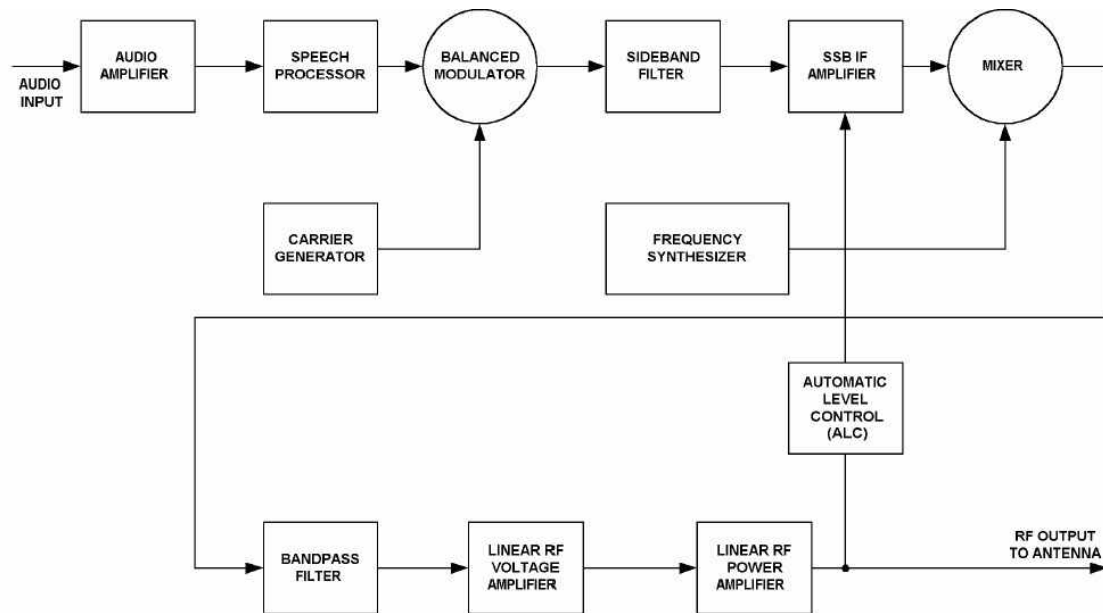 AUDIO
AMPLIFIER
SPEECH
PROCESSOR
BALANCED
MODULATOR
SIDEBAND
FILTER
SSB IF
AMPLIFIER
MIXER
AUDIO
INPUT
CARRIER
GENERATOR
FREQUENCY
SYNTHESIZER
AUTOMATIC
LEVEL
CONTROL
(ALC)
BANDPASS
FILTER
LINEAR RF
VOLTAGE
AMPLIFIER
LINEAR RF
POWER
AMPLIFIER
RF OUTPUT
TO ANTENNA